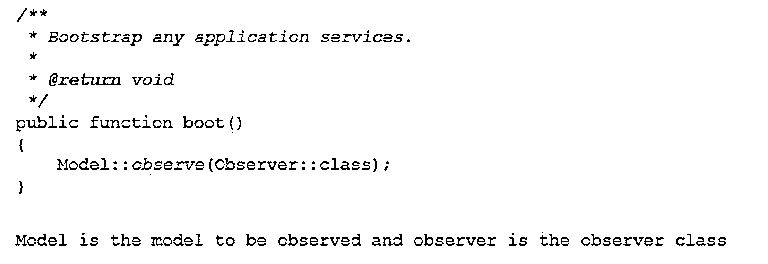 /**
 * Bootstrap any application services.
 *
 * @return void
 */
public function boot()
{
    Model::observe(Observer::class);
}
Model is the model to be observed and observer is the observer class